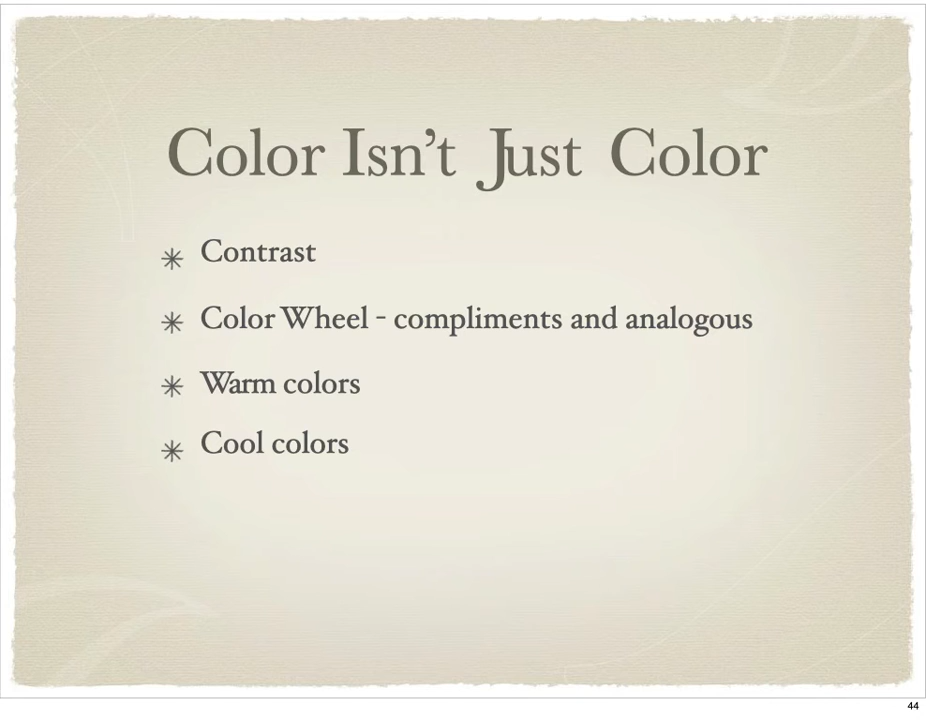 Color Isn’t Just Color
Contrast
Color Wheel - compliments and analogous
Warm colors
Cool colors
44